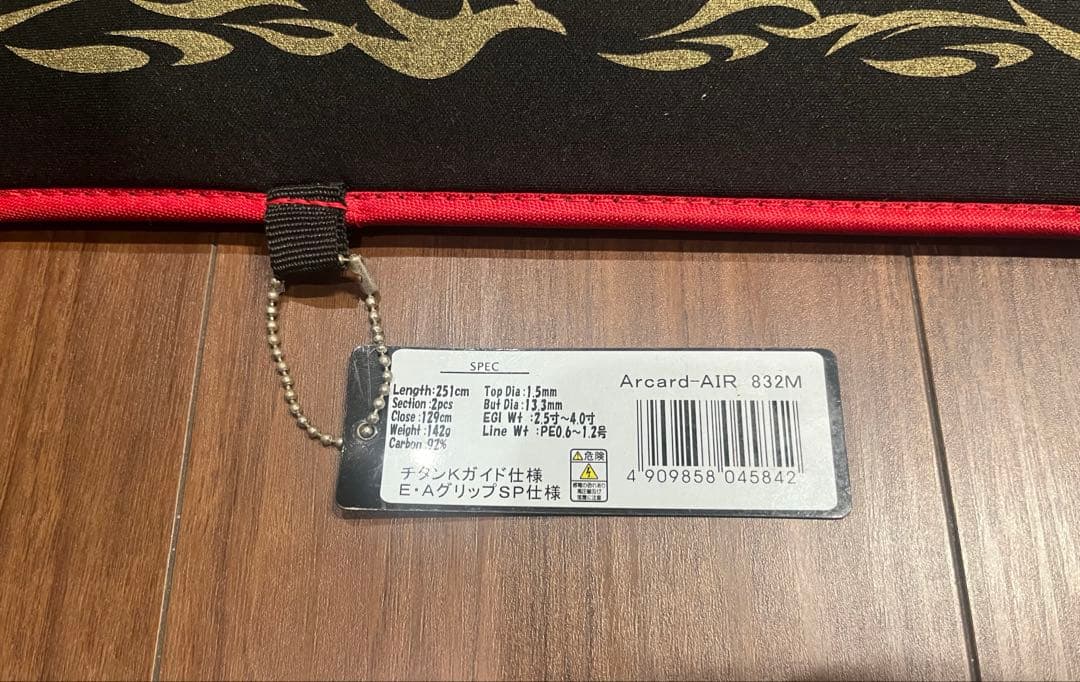 SPEC
Length:251cm Top Dia:1.5mm
Section:2pcs But Dia:13.3mm
Close:129cm EGI Wt:2.5寸～4.0寸
Weight:142g Line Wt:PE0.6～1.2号
Carbon:92%
チタンKガイド仕様
E・AグリップSP仕様
危険
Arcard-AIR 832M
4 909858 045842